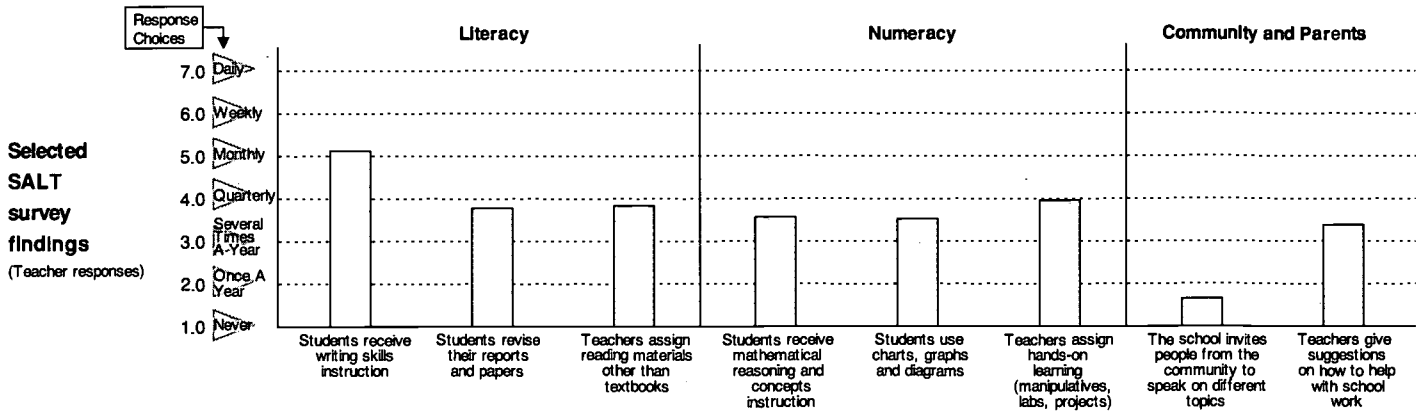 Response
Choices
Literacy
Numeracy
Community and Parents
Selected
SALT
survey
findings
(Teacher responses)
7.0 Daily
6.0 Weekly
5.0 Monthly
4.0 Quarterly
Several
Times
3.0 A-Year
Once A
2.0 Year
1.0 Never
Students receive
writing skills
instruction
Students revise
their reports
and papers
Teachers assign
reading materials
other than
textbooks
Students receive
mathematical
reasoning and
concepts
instruction
Students use
charts, graphs
and diagrams
Teachers assign
hands-on
learning
(manipulatives,
labs, projects)
The school invites
people from the
community to
speak on different
topics
Teachers give
suggestions
on how to help
with school
work